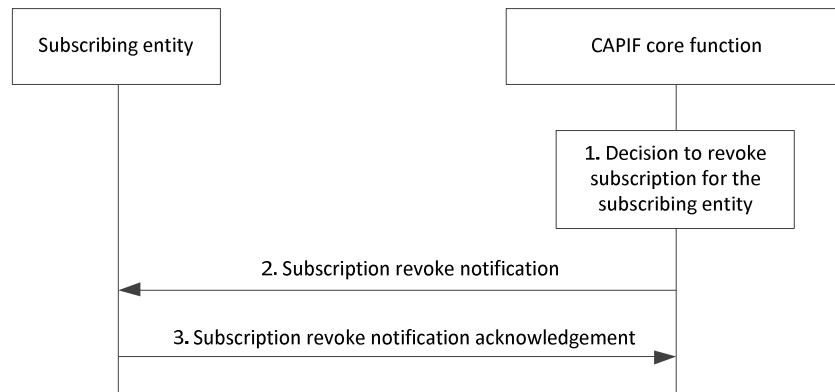 Subscribing entity
CAPIF core function
1. Decision to revoke
subscription for the
subscribing entity
2. Subscription revoke notification
3. Subscription revoke notification acknowledgement